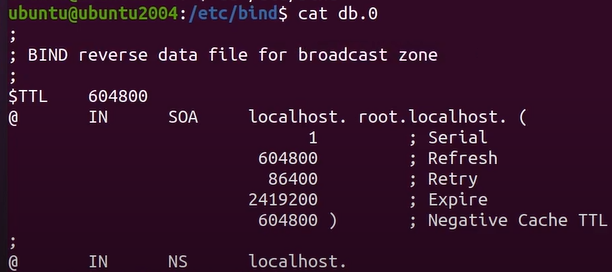 ubuntu@ubuntu2004:/etc/bind$ cat db.0
;
; BIND reverse data file for broadcast zone
;
$TTL    604800
@       IN      SOA     localhost. root.localhost. (
                              1         ; Serial
                         604800         ; Refresh
                          86400         ; Retry
                        2419200         ; Expire
                         604800 )       ; Negative Cache TTL
;
@       IN      NS      localhost.